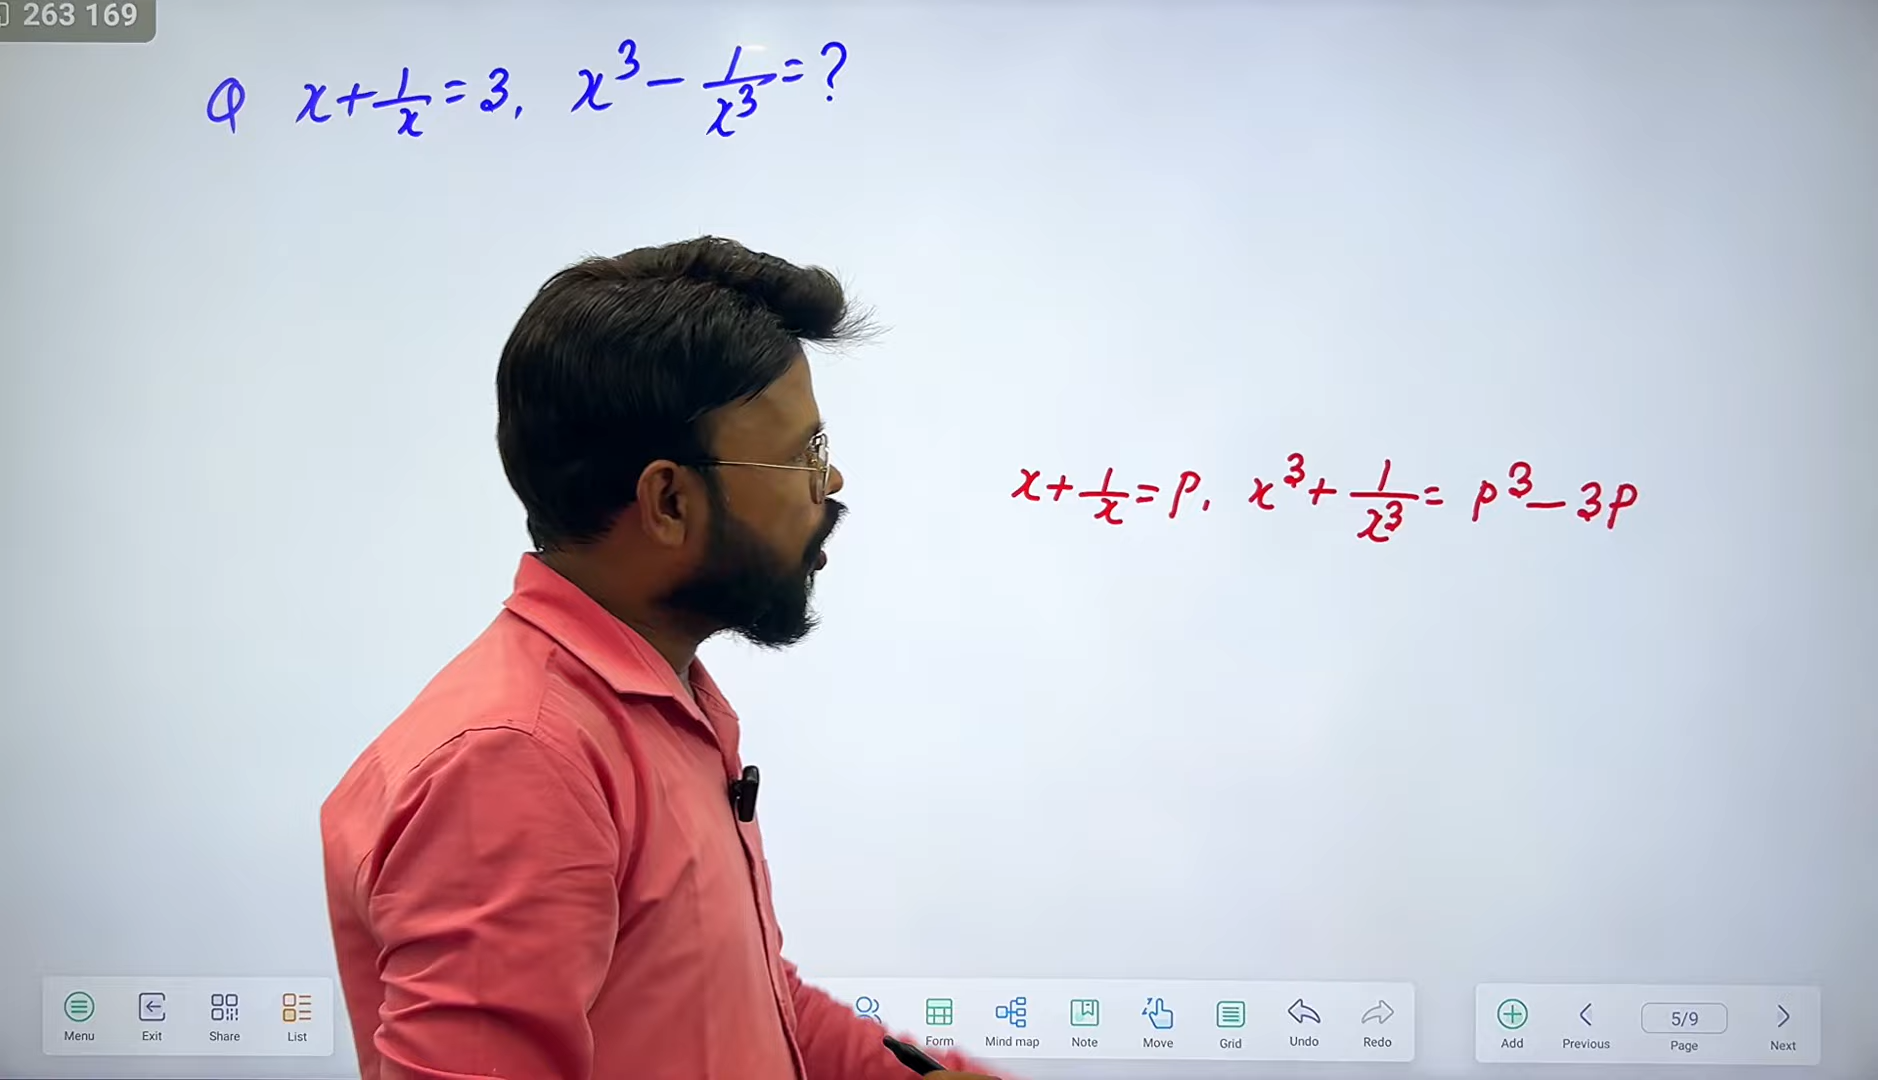 263 169
Q x + 1/x = 3, x³ - 1/x³ = ?
x + 1/x = p, x³ + 1/x³ = p³ - 3p
Menu Exit Share List Form Mind map Note Move Grid Undo Redo Add Previous 5/9 Page Next